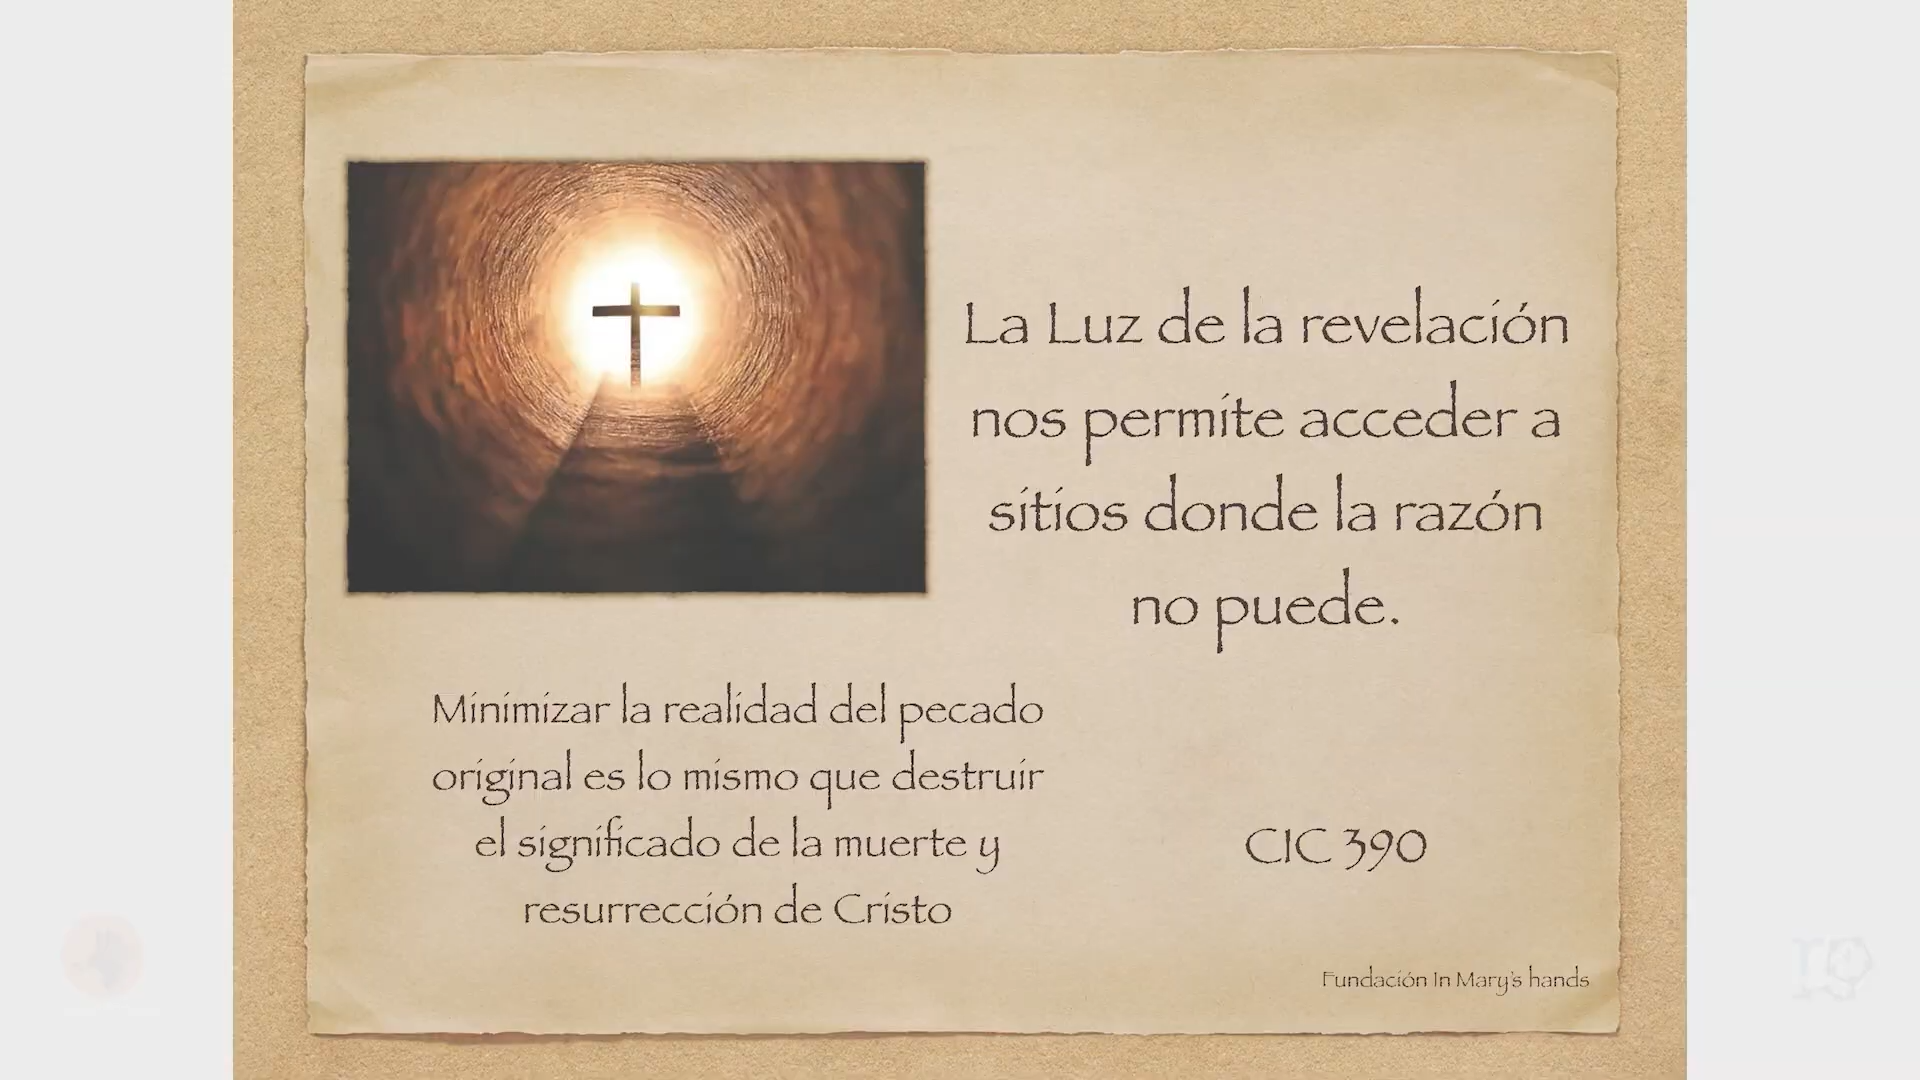 La Luz de la revelación
nos permite acceder a
sitios donde la razón
no puede.
Minimizar la realidad del pecado
original es lo mismo que destruir
el significado de la muerte y
resurrección de Cristo
CIC 390
Fundación In Mary's hands